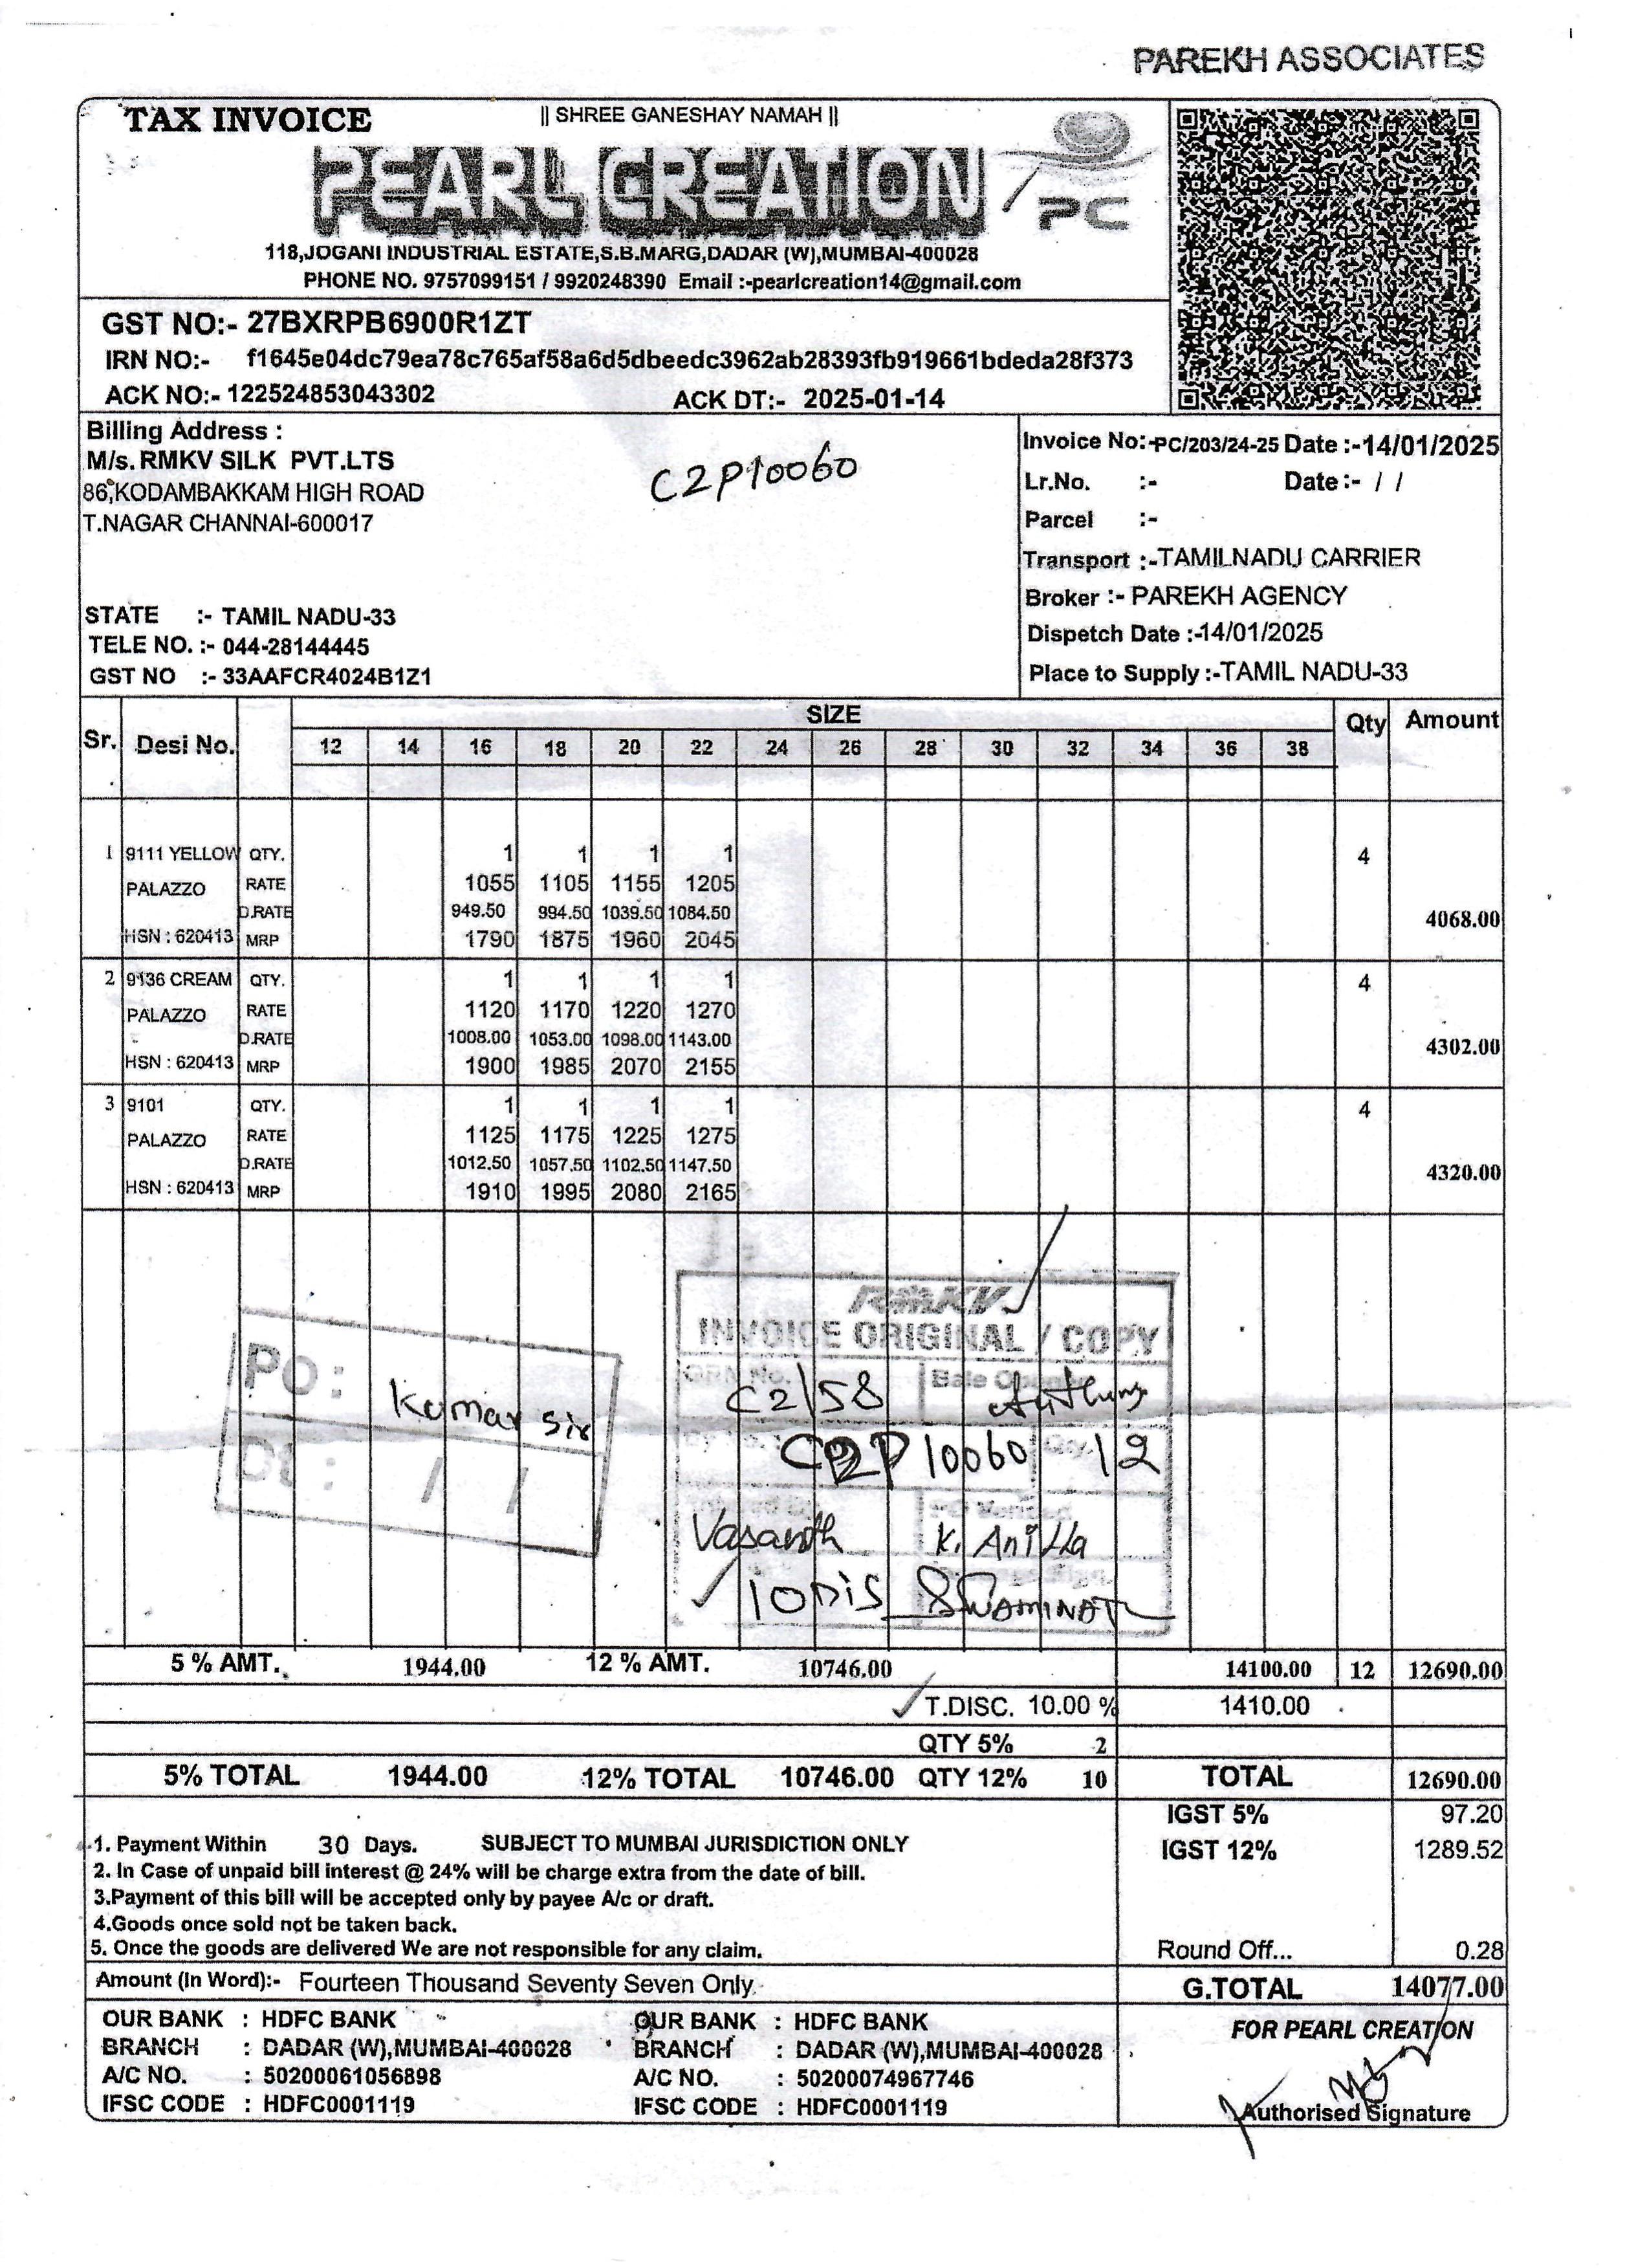 PAREKH ASSOCIATES
TAX INVOICE
|| SHREE GANESHAY NAMAH ||
PEARL CREATION
PC
118,JOGANI INDUSTRIAL ESTATE,S.B.MARG,DADAR (W),MUMBAI-400028
PHONE NO. 9757099151 / 9920248390 Email :-pearlcreation14@gmail.com
GST NO:- 27BXRPB6900R1ZT
IRN NO:- f1645e04dc79ea78c765af58a6d5dbeedc3962ab28393fb919661bdeda28f373
ACK NO:- 122524853043302 ACK DT:- 2025-01-14
Billing Address :
M/s. RMKV SILK PVT.LTS
86,KODAMBAKKAM HIGH ROAD
T.NAGAR CHANNAI-600017
C2P10060
STATE :- TAMIL NADU-33
TELE NO. :- 044-28144445
GST NO :- 33AAFCR4024B1Z1
Invoice No:-PC/203/24-25 Date :-14/01/2025
Lr.No. :- Date :- / /
Parcel :-
Transport :-TAMILNADU CARRIER
Broker :- PAREKH AGENCY
Dispetch Date :-14/01/2025
Place to Supply :-TAMIL NADU-33
Sr. Desi No. SIZE Qty Amount
12 14 16 18 20 22 24 26 28 30 32 34 36 38
1 9111 YELLOW QTY. 1 1 1 1 4
PALAZZO RATE 1055 1105 1155 1205
D.RATE 949.50 994.50 1039.50 1084.50 4068.00
HSN : 620413 MRP 1790 1875 1960 2045
2 9136 CREAM QTY. 1 1 1 1 4
PALAZZO RATE 1120 1170 1220 1270
D.RATE 1008.00 1053.00 1098.00 1143.00 4302.00
HSN : 620413 MRP 1900 1985 2070 2155
3 9101 QTY. 1 1 1 1 4
PALAZZO RATE 1125 1175 1225 1275
D.RATE 1012.50 1057.50 1102.50 1147.50 4320.00
HSN : 620413 MRP 1910 1995 2080 2165
PO :
Kumar sir
Dt : / /
RMKV
INVOICE ORIGINAL / COPY
GRN No.
C2/58
C2P10060 Qty. 12
Vasanth K. Anitha
10 DIS SWAMINAT
5 % AMT. 1944.00 12 % AMT. 10746.00 14100.00 12 12690.00
T.DISC. 10.00 % 1410.00
QTY 5% 2
5% TOTAL 1944.00 12% TOTAL 10746.00 QTY 12% 10 TOTAL 12690.00
IGST 5% 97.20
IGST 12% 1289.52
1. Payment Within 30 Days. SUBJECT TO MUMBAI JURISDICTION ONLY
2. In Case of unpaid bill interest @ 24% will be charge extra from the date of bill.
3.Payment of this bill will be accepted only by payee A/c or draft.
4.Goods once sold not be taken back.
5. Once the goods are delivered We are not responsible for any claim.
Round Off... 0.28
Amount (In Word):- Fourteen Thousand Seventy Seven Only
G.TOTAL 14077.00
OUR BANK : HDFC BANK
BRANCH : DADAR (W),MUMBAI-400028
A/C NO. : 50200061056898
IFSC CODE : HDFC0001119
OUR BANK : HDFC BANK
BRANCH : DADAR (W),MUMBAI-400028
A/C NO. : 50200074967746
IFSC CODE : HDFC0001119
FOR PEARL CREATION
Authorised Signature